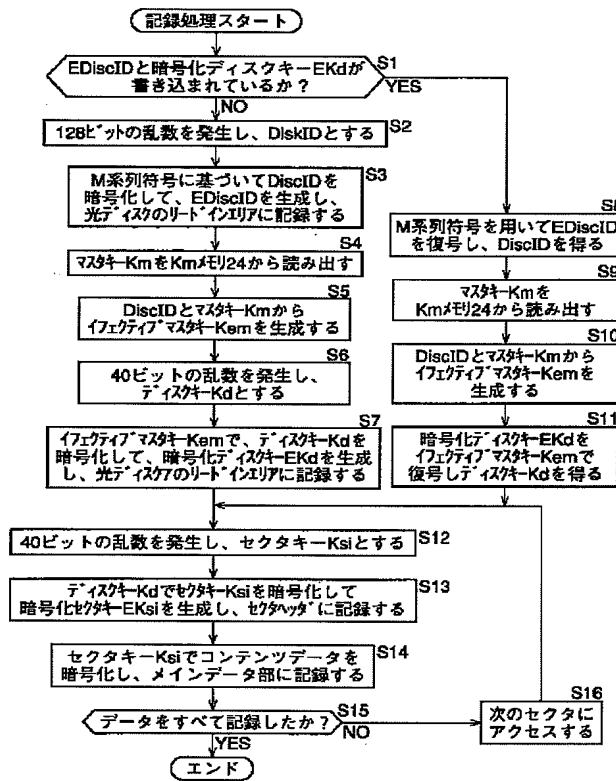 記録処理スタート
EDiscIDと暗号化ディスクキーEKdが
書き込まれているか？
S1
YES
NO
128ビットの乱数を発生し、DiskIDとする
S2
S3
M系列符号に基づいてDiscIDを
暗号化して、EDiscIDを生成し、
光ディスクのリードインエリアに記録する
S4
マスタキーKmをKmメモリ24から読み出す
S5
DiscIDとマスタキーKmから
イフェクティブマスタキーKemを生成する
S6
40ビットの乱数を発生し、
ディスクキーKdとする
S7
イフェクティブマスタキーKemで、ディスクキーKdを
暗号化して、暗号化ディスクキーEKdを生成
し、光ディスク7のリードインエリアに記録する
M系列符号を用いてEDiscID
を復号し、DiscIDを得る
S9
マスタキーKmを
Kmメモリ24から読み出す
S10
DiscIDとマスタキーKmから
イフェクティブマスタキーKemを
生成する
S11
暗号化ディスクキーEKdを
イフェクティブマスタキーKemで
復号しディスクキーKdを得る
40ビットの乱数を発生し、セクタキーKsiとする
S12
ディスクキーKdでセクタキーKsiを暗号化して
暗号化セクタキーEKsiを生成し、セクタヘッダに記録する
S13
セクタキーKsiでコンテンツデータを
暗号化し、メインデータ部に記録する
S14
データをすべて記録したか？
S15
NO
YES
S16
次のセクタに
アクセスする
エンド